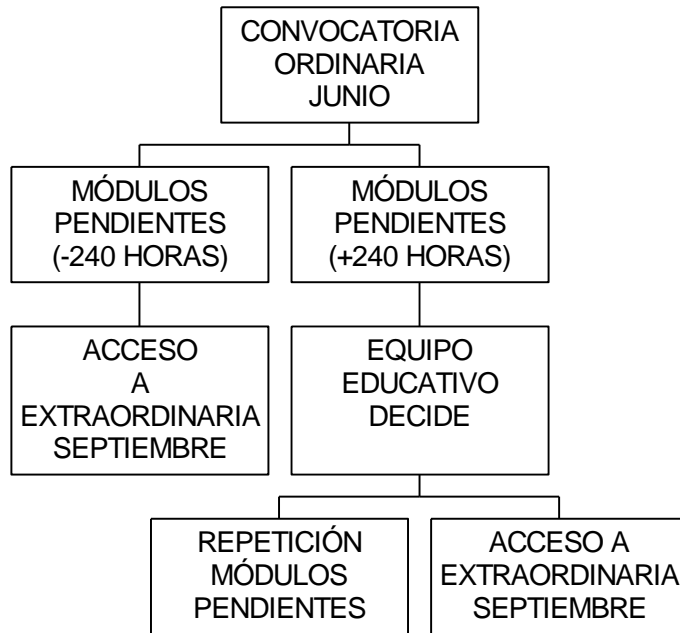 CONVOCATORIA
ORDINARIA
JUNIO
MÓDULOS
PENDIENTES
(-240 HORAS)
MÓDULOS
PENDIENTES
(+240 HORAS)
ACCESO
A
EXTRAORDINARIA
SEPTIEMBRE
EQUIPO
EDUCATIVO
DECIDE
REPETICIÓN
MÓDULOS
PENDIENTES
ACCESO A
EXTRAORDINARIA
SEPTIEMBRE